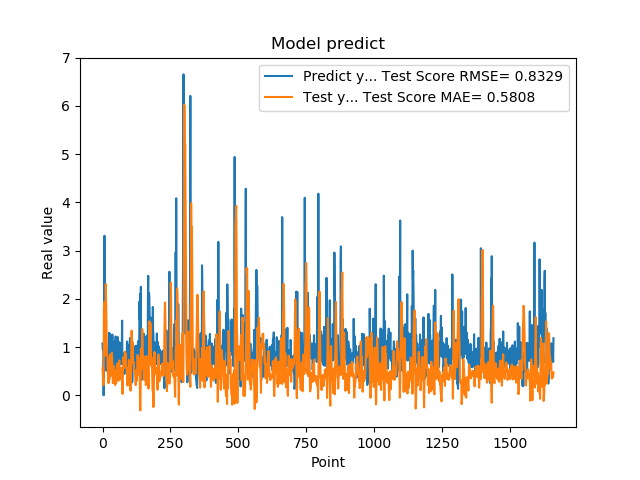 Model predict
Predict y... Test Score RMSE= 0.8329
Test y... Test Score MAE= 0.5808
Real value
7
6
5
4
3
2
1
0
0 250 500 750 1000 1250 1500
Point